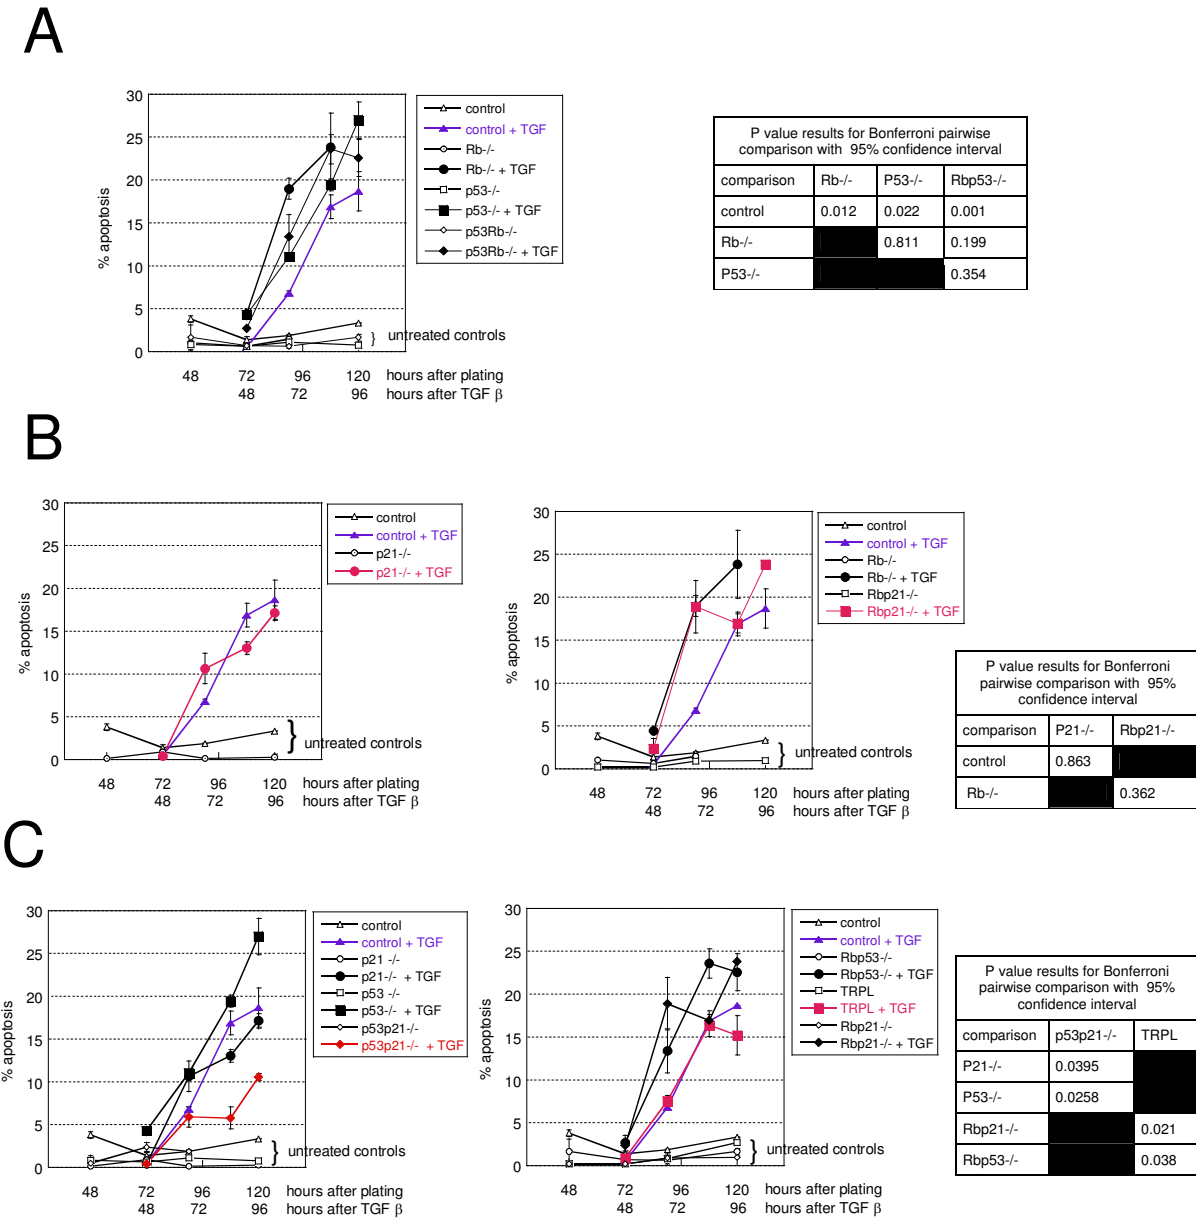 A
30
25
20
15
10
5
0
% apoptosis
control
control + TGF
Rb-/-
Rb-/- + TGF
p53-/-
p53-/- + TGF
p53Rb-/-
p53Rb-/- + TGF
} untreated controls
48 72 96 120 hours after plating
48 72 96 hours after TGF β
P value results for Bonferroni pairwise
comparison with 95% confidence interval
comparison Rb-/- P53-/- Rbp53-/-
control 0.012 0.022 0.001
Rb-/- 0.811 0.199
P53-/- 0.354
B
30
25
20
15
10
5
0
% apoptosis
control
control + TGF
p21-/-
p21-/- + TGF
} untreated controls
48 72 96 120 hours after plating
48 72 96 hours after TGF β
30
25
20
15
10
5
0
% apoptosis
control
control + TGF
Rb-/-
Rb-/- + TGF
Rbp21-/-
Rbp21-/- + TGF
} untreated controls
48 72 96 120 hours after plating
48 72 96 hours after TGF β
P value results for Bonferroni
pairwise comparison with 95%
confidence interval
comparison P21-/- Rbp21-/-
control 0.863
Rb-/- 0.362
C
30
25
20
15
10
5
0
% apoptosis
control
control + TGF
p21 -/-
p21-/- + TGF
p53 -/-
p53-/- + TGF
p53p21-/-
p53p21-/- + TGF
} untreated controls
48 72 96 120 hours after plating
48 72 96 hours after TGF β
30
25
20
15
10
5
0
% apoptosis
control
control + TGF
Rbp53-/-
Rbp53-/- + TGF
TRPL
TRPL + TGF
Rbp21-/-
Rbp21-/- + TGF
} untreated controls
48 72 96 120 hours after plating
48 72 96 hours after TGF β
P value results for Bonferroni
pairwise comparison with 95%
confidence interval
comparison p53p21-/- TRPL
P21-/- 0.0395
P53-/- 0.0258
Rbp21-/- 0.021
Rbp53-/- 0.038